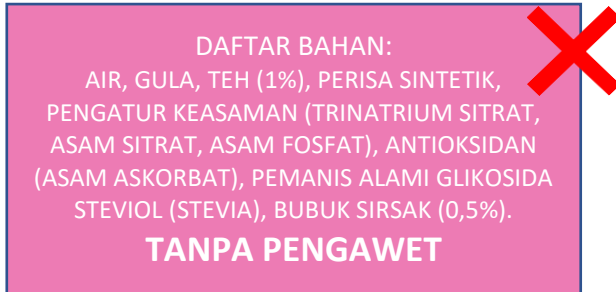 DAFTAR BAHAN:
AIR, GULA, TEH (1%), PERISA SINTETIK,
PENGATUR KEASAMAN (TRINATRIUM SITRAT,
ASAM SITRAT, ASAM FOSFAT), ANTIOKSIDAN
(ASAM ASKORBAT), PEMANIS ALAMI GLIKOSIDA
STEVIOL (STEVIA), BUBUK SIRSAK (0,5%).
TANPA PENGAWET